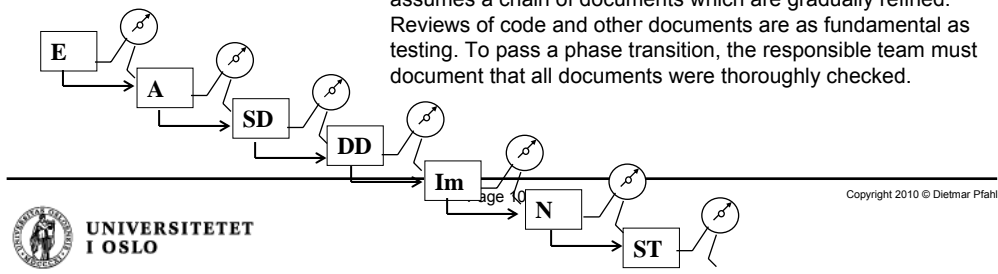 assumes a chain of documents which are gradually refined.
Reviews of code and other documents are as fundamental as
testing. To pass a phase transition, the responsible team must
document that all documents were thoroughly checked.
E
A
SD
DD
Im
N
ST
age 10
Copyright 2010 © Dietmar Pfahl
UNIVERSITETET
I OSLO